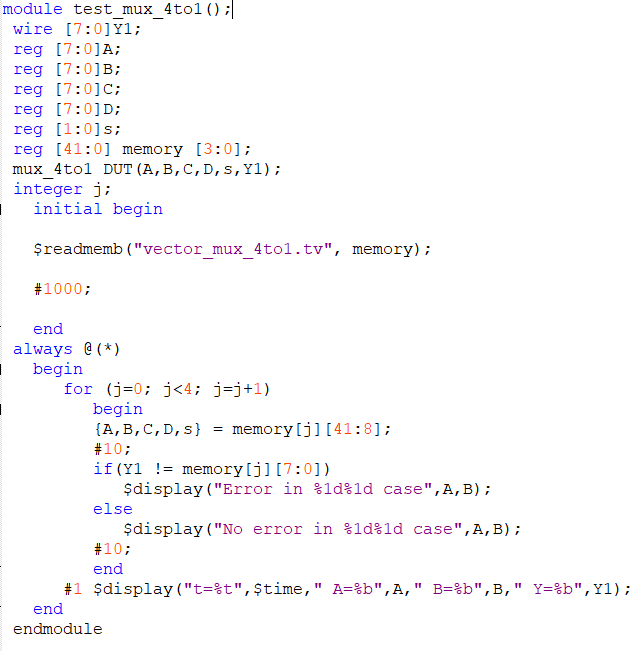 module test_mux_4to1();
wire [7:0]Y1;
reg [7:0]A;
reg [7:0]B;
reg [7:0]C;
reg [7:0]D;
reg [1:0]s;
reg [41:0] memory [3:0];
mux_4to1 DUT(A,B,C,D,s,Y1);
integer j;
initial begin
$readmemb("vector_mux_4to1.tv", memory);
#1000;
end
always @(*)
begin
for (j=0; j<4; j=j+1)
begin
{A,B,C,D,s} = memory[j][41:8];
#10;
if(Y1 != memory[j][7:0])
$display("Error in %1d%1d case",A,B);
else
$display("No error in %1d%1d case",A,B);
#10;
end
#1 $display("t=%t",$time," A=%b",A," B=%b",B," Y=%b",Y1);
end
endmodule